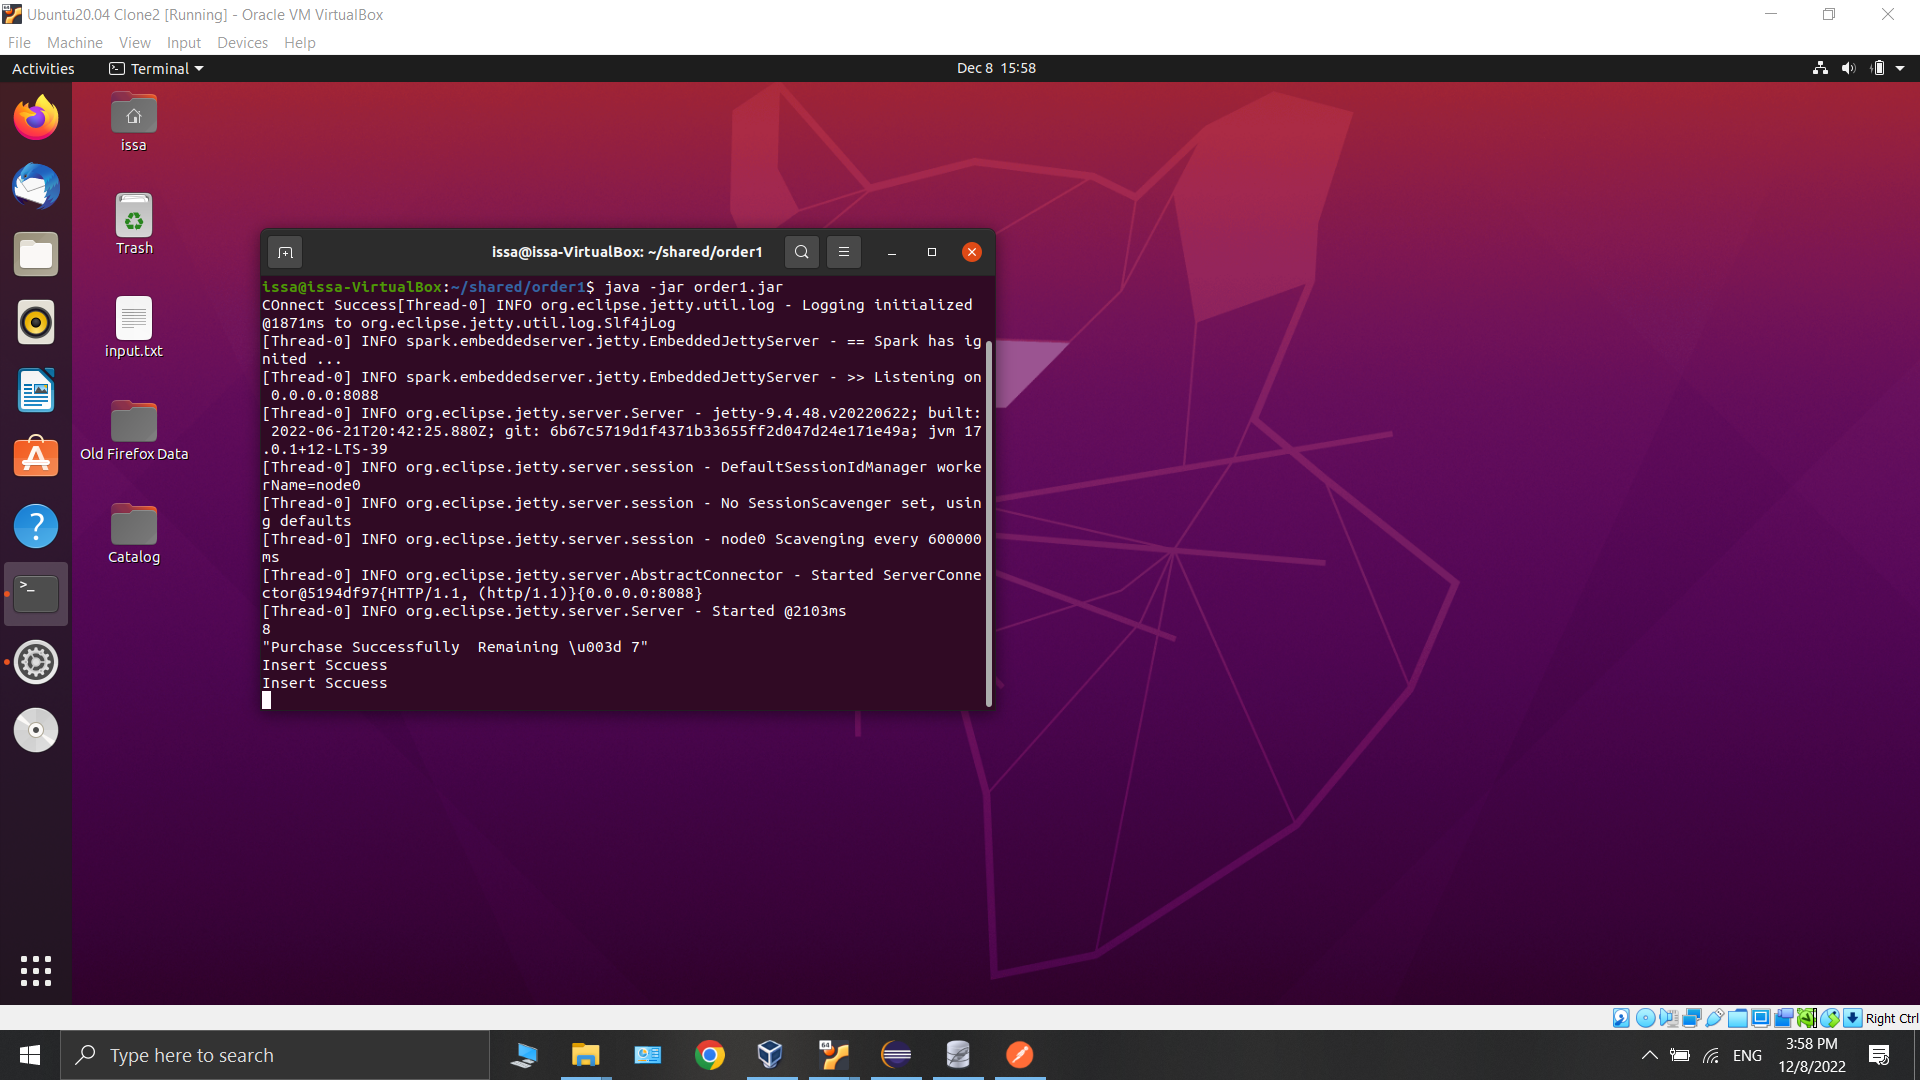 Ubuntu20.04 Clone2 [Running] - Oracle VM VirtualBox
File Machine View Input Devices Help
Activities Terminal Dec 8 15:58
issa
Trash
input.txt
Old Firefox Data
Catalog
issa@issa-VirtualBox: ~/shared/order1
issa@issa-VirtualBox:~/shared/order1$ java -jar order1.jar
COnnect Success[Thread-0] INFO org.eclipse.jetty.util.log - Logging initialized
@1871ms to org.eclipse.jetty.util.log.Slf4jLog
[Thread-0] INFO spark.embeddedserver.jetty.EmbeddedJettyServer - == Spark has ig
nited ...
[Thread-0] INFO spark.embeddedserver.jetty.EmbeddedJettyServer - >> Listening on
 0.0.0.0:8088
[Thread-0] INFO org.eclipse.jetty.server.Server - jetty-9.4.48.v20220622; built:
 2022-06-21T20:42:25.880Z; git: 6b67c5719d1f4371b33655ff2d047d24e171e49a; jvm 17
.0.1+12-LTS-39
[Thread-0] INFO org.eclipse.jetty.server.session - DefaultSessionIdManager worke
rName=node0
[Thread-0] INFO org.eclipse.jetty.server.session - No SessionScavenger set, usin
g defaults
[Thread-0] INFO org.eclipse.jetty.server.session - node0 Scavenging every 600000
ms
[Thread-0] INFO org.eclipse.jetty.server.AbstractConnector - Started ServerConne
ctor@5194df97{HTTP/1.1, (http/1.1)}{0.0.0.0:8088}
[Thread-0] INFO org.eclipse.jetty.server.Server - Started @2103ms
8
"Purchase Successfully  Remaining \u003d 7"
Insert Sccuess
Insert Sccuess
Right Ctrl
Type here to search
64
ENG
3:58 PM
12/8/2022